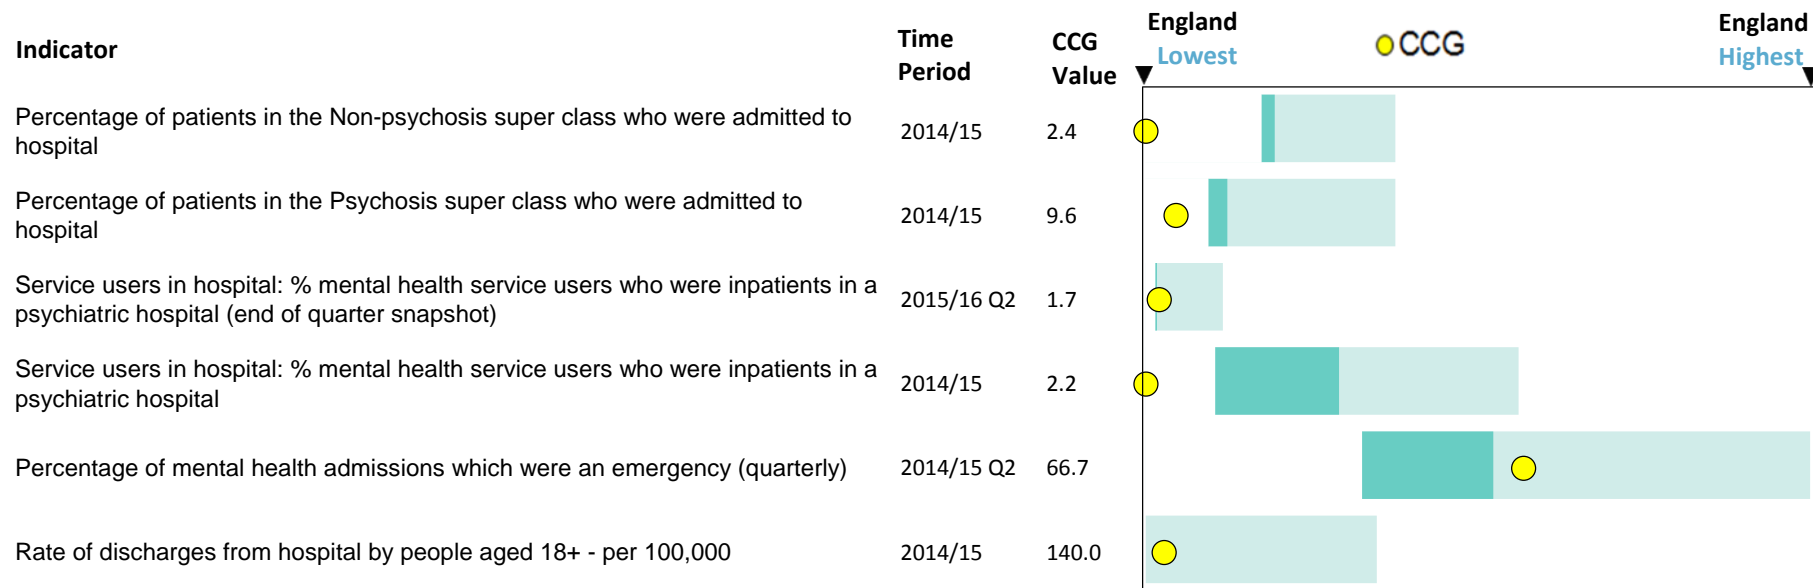 Indicator
Time
Period
CCG
Value
England
Lowest
CCG
England
Highest
Percentage of patients in the Non-psychosis super class who were admitted to
hospital
2014/15
2.4
Percentage of patients in the Psychosis super class who were admitted to
hospital
2014/15
9.6
Service users in hospital: % mental health service users who were inpatients in a
psychiatric hospital (end of quarter snapshot)
2015/16 Q2
1.7
Service users in hospital: % mental health service users who were inpatients in a
psychiatric hospital
2014/15
2.2
Percentage of mental health admissions which were an emergency (quarterly)
2014/15 Q2
66.7
Rate of discharges from hospital by people aged 18+ - per 100,000
2014/15
140.0